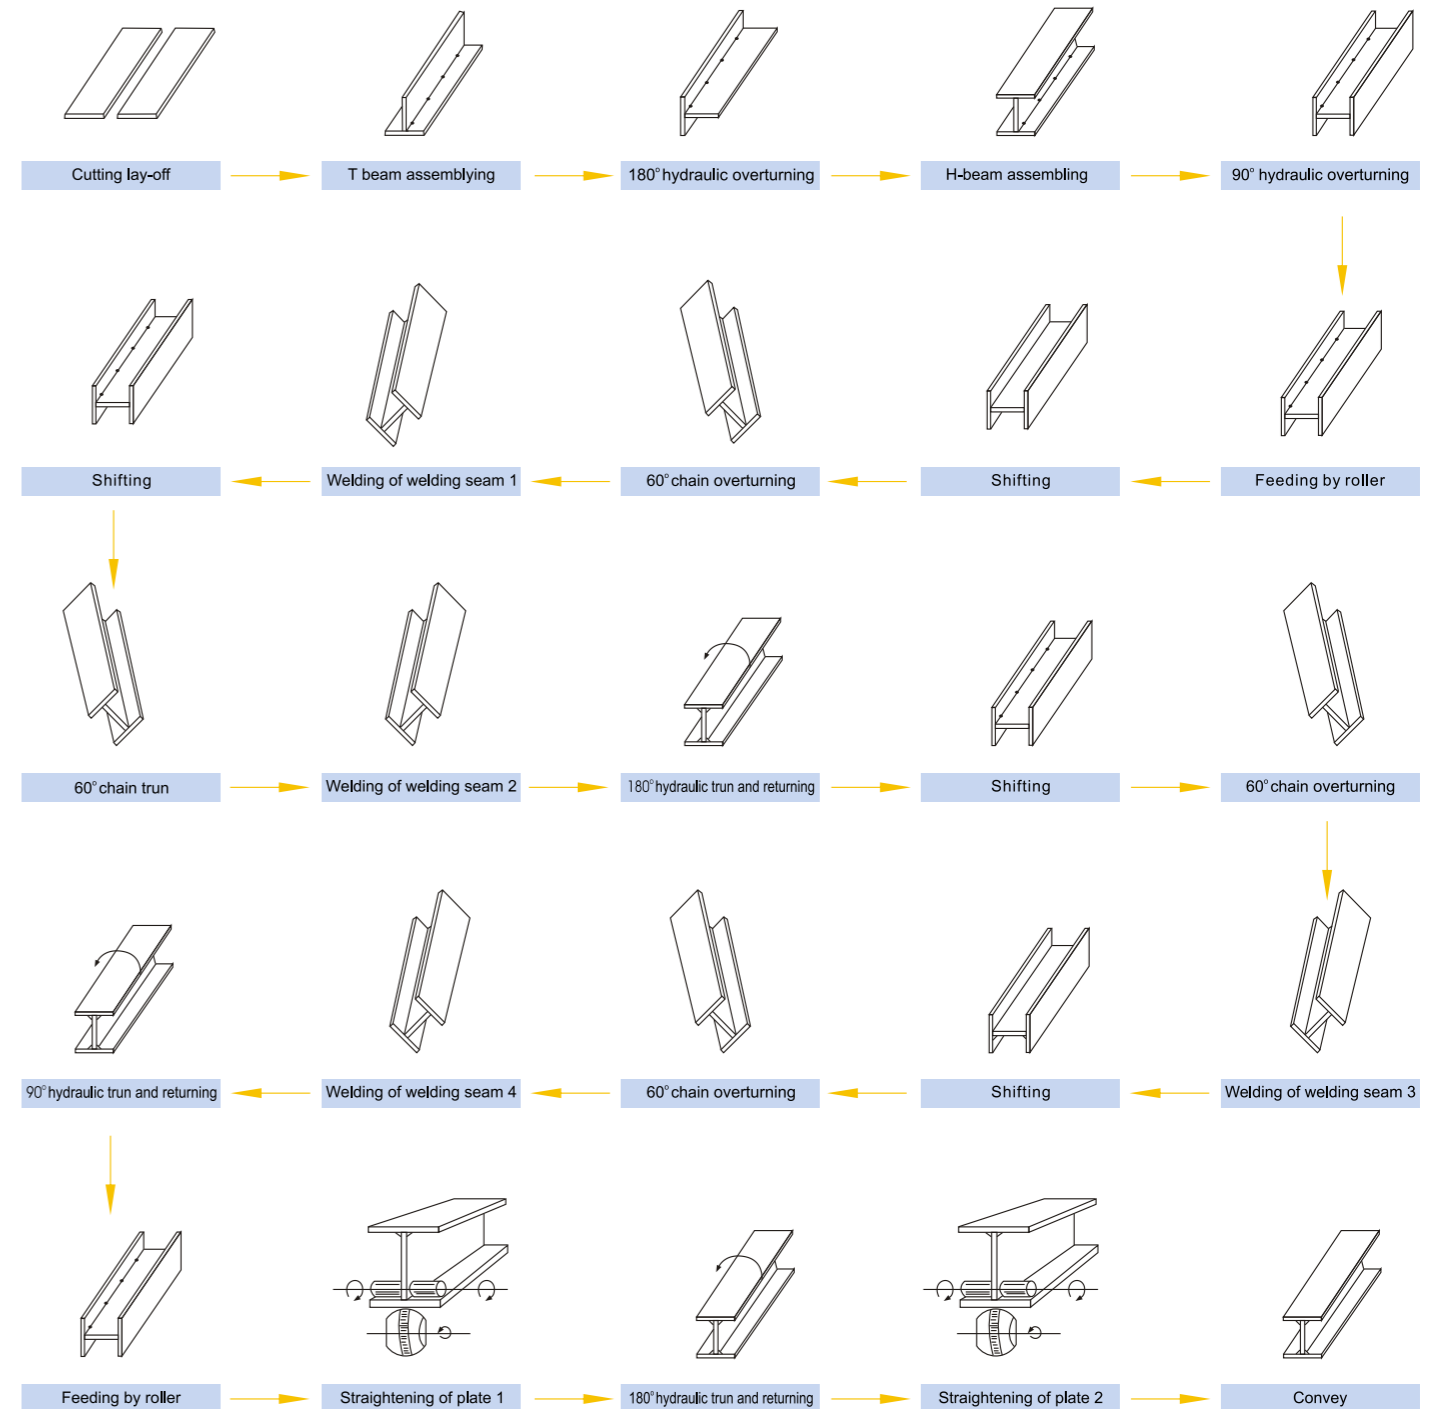 Cutting lay-off
T beam assemblying
180° hydraulic overturning
H-beam assembling
90° hydraulic overturning
Shifting
Welding of welding seam 1
60° chain overturning
Shifting
Feeding by roller
60° chain trun
Welding of welding seam 2
180° hydraulic trun and returning
Shifting
60° chain overturning
90° hydraulic trun and returning
Welding of welding seam 4
60° chain overturning
Shifting
Welding of welding seam 3
Feeding by roller
Straightening of plate 1
180° hydraulic trun and returning
Straightening of plate 2
Convey